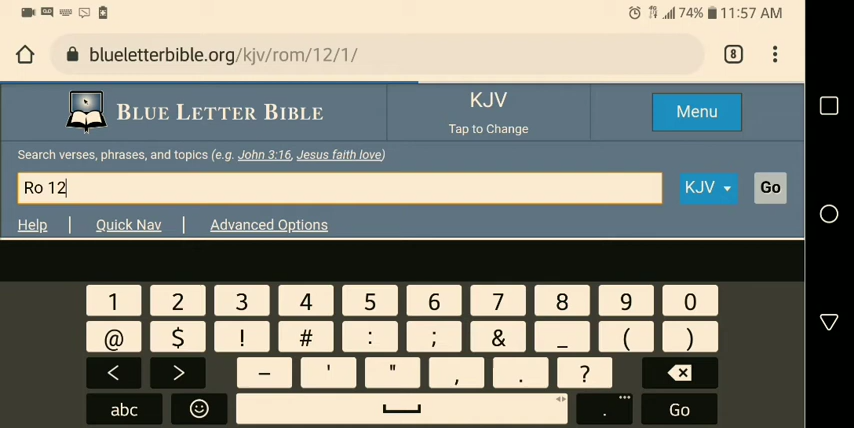 74% 11:57 AM
blueletterbible.org/kjv/rom/12/1/ 8
BLUE LETTER BIBLE
KJV
Tap to Change
Menu
Search verses, phrases, and topics (e.g. John 3:16, Jesus faith love)
Ro 12 KJV Go
Help | Quick Nav | Advanced Options
1 2 3 4 5 6 7 8 9 0
@ $ ! # : ; & _ ( )
< > – ' " , . ?
abc . ... Go